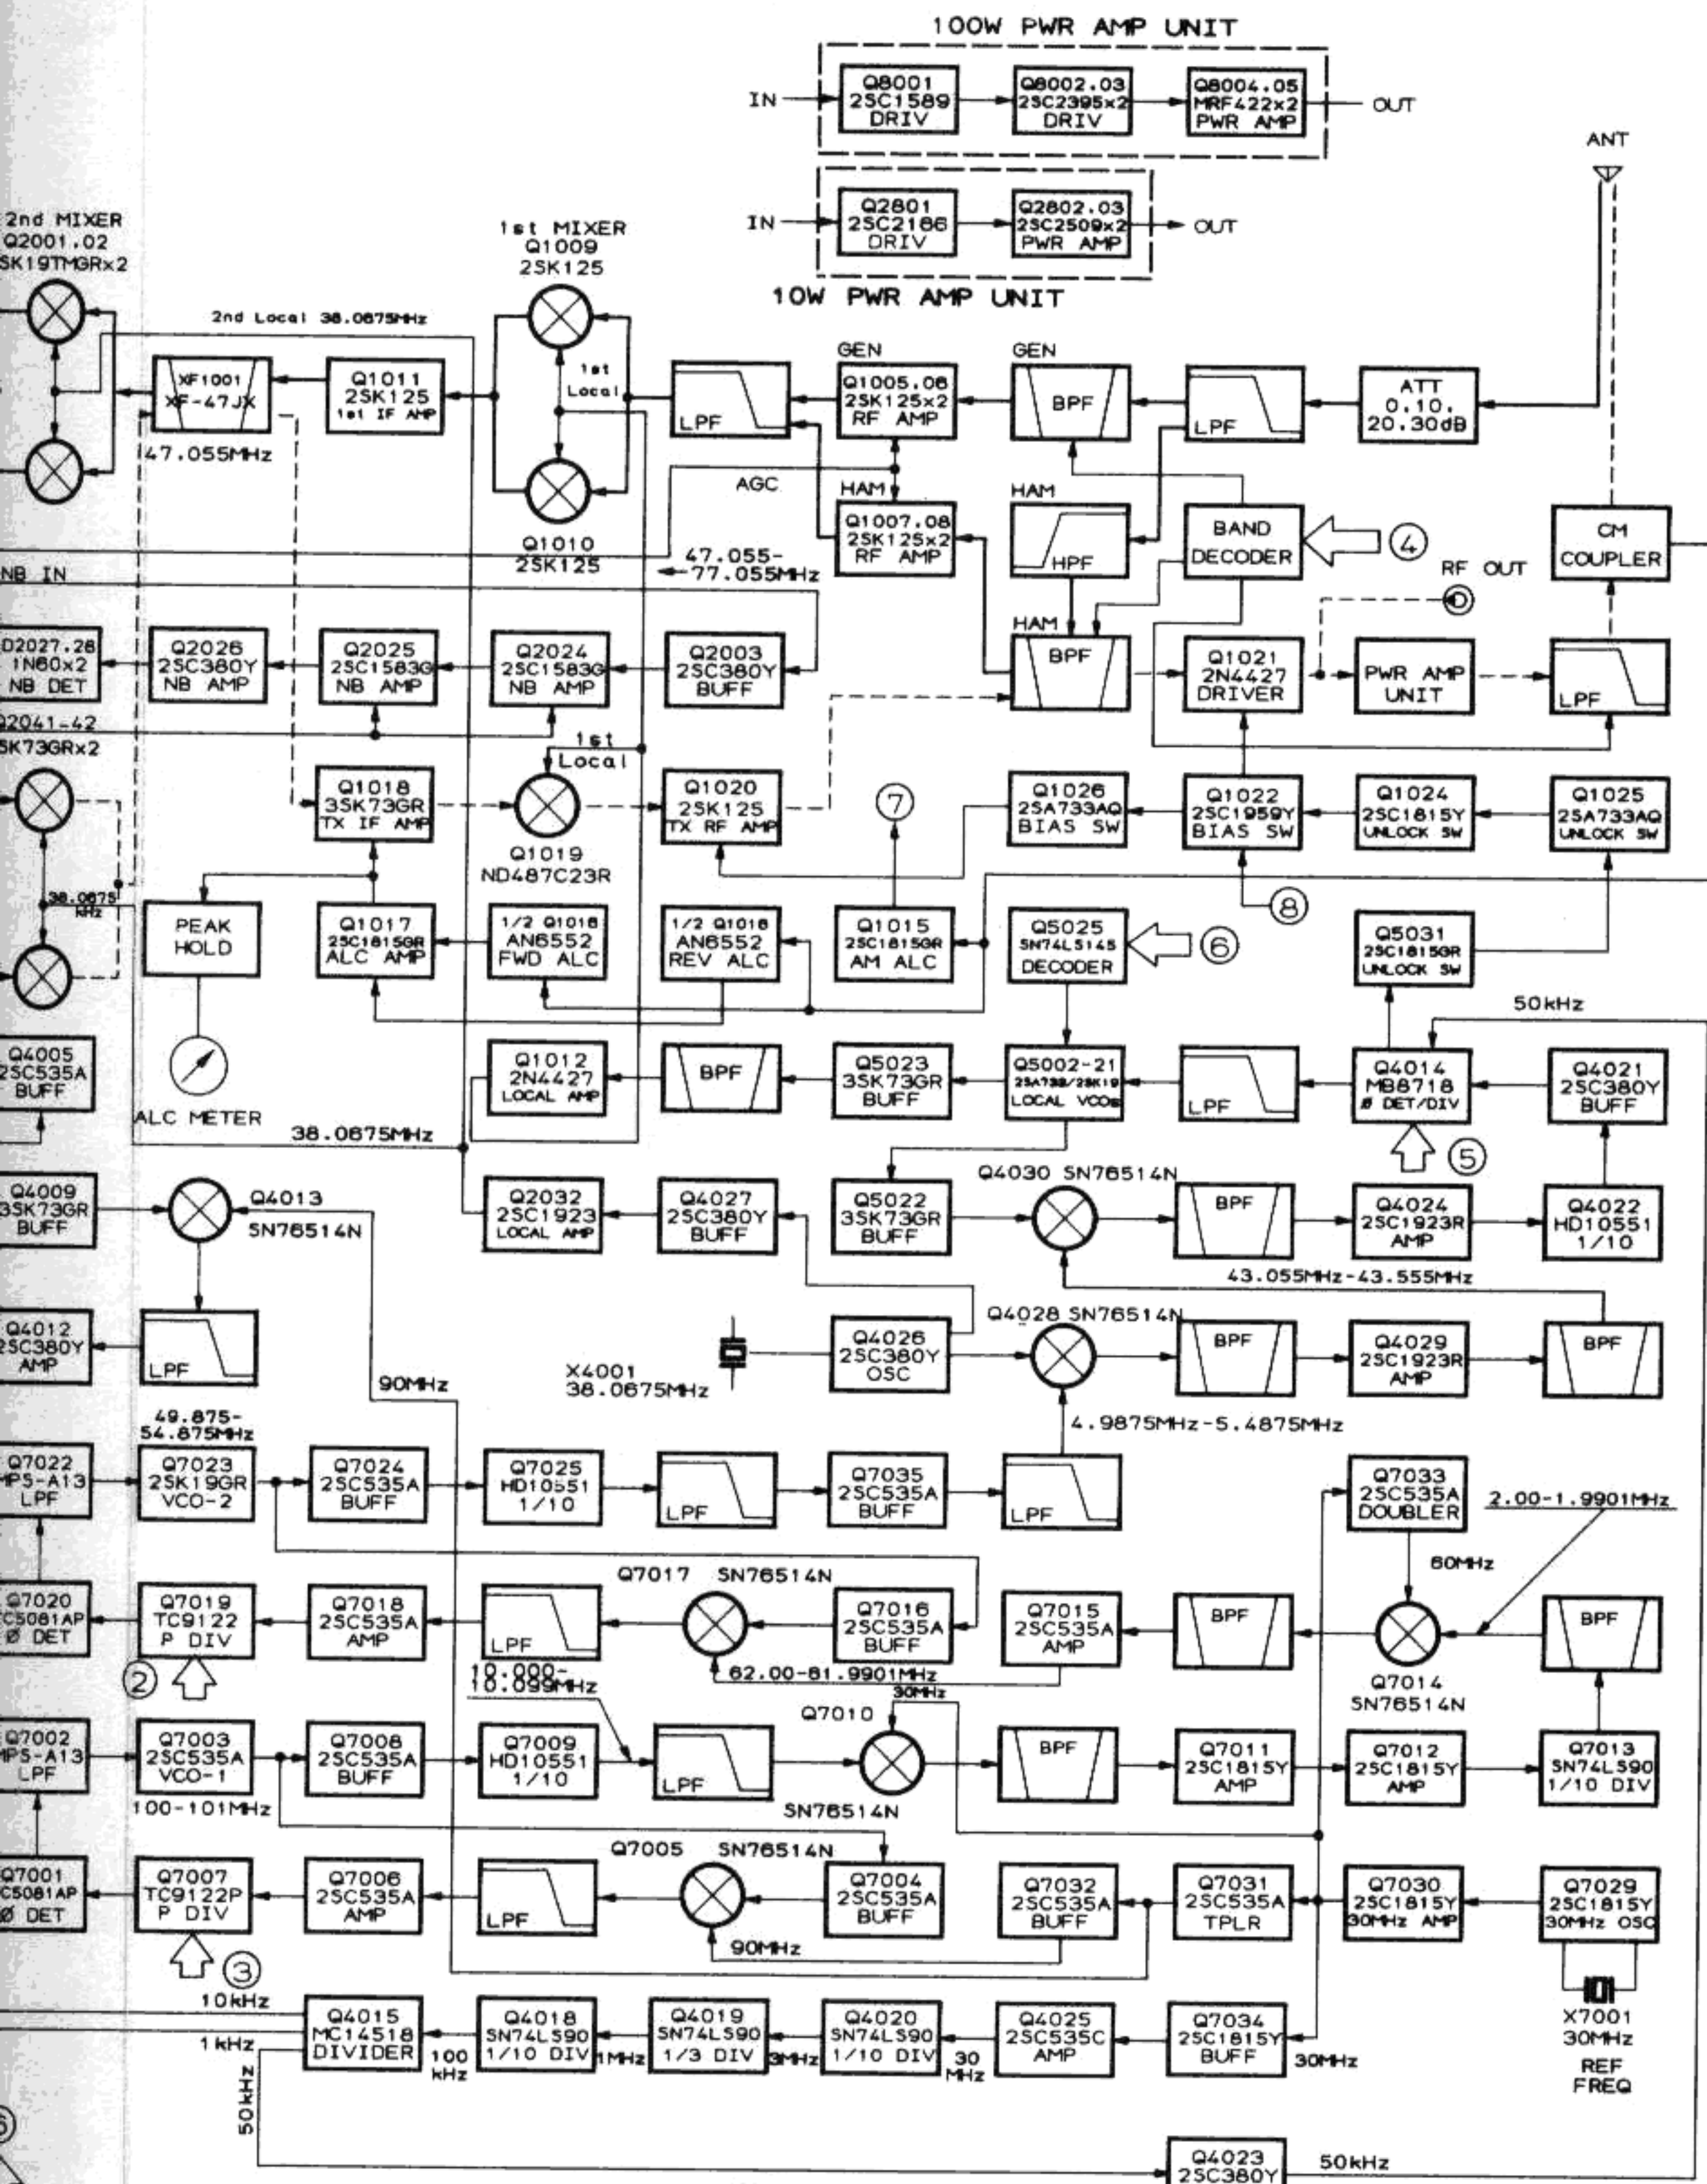 100W PWR AMP UNIT
IN
Q8001
2SC1589
DRIV
Q8002.03
2SC2395x2
DRIV
Q8004.05
MRF422x2
PWR AMP
OUT
ANT
IN
Q2801
2SC2166
DRIV
Q2802.03
2SC2509x2
PWR AMP
OUT
10W PWR AMP UNIT
2nd MIXER
Q2001.02
SK19TMGRx2
1st MIXER
Q1009
2SK125
2nd Local 38.0675MHz
XF1001
XF-47JX
47.055MHz
Q1011
2SK125
1st IF AMP
1st
Local
Q1010
2SK125
LPF
GEN
Q1005.06
2SK125x2
RF AMP
GEN
BPF
LPF
ATT
0.10.
20.30dB
AGC
HAM
Q1007.08
2SK125x2
RF AMP
HAM
HPF
BAND
DECODER
④
CM
COUPLER
47.055-
77.055MHz
RF OUT
NB IN
D2027.28
1N60x2
NB DET
Q2026
2SC380Y
NB AMP
Q2025
2SC1583G
NB AMP
Q2024
2SC1583G
NB AMP
Q2003
2SC380Y
BUFF
HAM
BPF
Q1021
2N4427
DRIVER
PWR AMP
UNIT
LPF
Q2041-42
SK73GRx2
1st
Local
Q1018
3SK73GR
TX IF AMP
Q1019
ND487C23R
Q1020
2SK125
TX RF AMP
⑦
Q1026
2SA733AQ
BIAS SW
Q1022
2SC1959Y
BIAS SW
Q1024
2SC1815Y
UNLOCK SW
Q1025
2SA733AQ
UNLOCK SW
38.0675
kHz
⑧
PEAK
HOLD
Q1017
2SC1815GR
ALC AMP
1/2 Q1016
AN6552
FWD ALC
1/2 Q1016
AN6552
REV ALC
Q1015
2SC1815GR
AM ALC
Q5025
SN74LS145
DECODER
⑥
Q5031
2SC1815GR
UNLOCK SW
50kHz
Q4005
2SC535A
BUFF
ALC METER
Q1012
2N4427
LOCAL AMP
BPF
Q5023
3SK73GR
BUFF
Q5002-21
2SA733/2SK19
LOCAL VCOs
LPF
Q4014
MB8718
Ø DET/DIV
Q4021
2SC380Y
BUFF
38.0675MHz
⑤
Q4009
3SK73GR
BUFF
Q4013
SN76514N
Q2032
2SC1923
LOCAL AMP
Q4027
2SC380Y
BUFF
Q5022
3SK73GR
BUFF
Q4030 SN76514N
BPF
Q4024
2SC1923R
AMP
Q4022
HD10551
1/10
43.055MHz-43.555MHz
Q4012
2SC380Y
AMP
LPF
90MHz
X4001
38.0675MHz
Q4026
2SC380Y
OSC
Q4028 SN76514N
BPF
Q4029
2SC1923R
AMP
BPF
4.9875MHz-5.4875MHz
49.875-
54.875MHz
Q7022
MPS-A13
LPF
Q7023
2SK19GR
VCO-2
Q7024
2SC535A
BUFF
Q7025
HD10551
1/10
LPF
Q7035
2SC535A
BUFF
LPF
Q7033
2SC535A
DOUBLER
2.00-1.9901MHz
60MHz
Q7020
TC5081AP
Ø DET
Q7019
TC9122
P DIV
②
Q7018
2SC535A
AMP
LPF
Q7017 SN76514N
Q7016
2SC535A
BUFF
Q7015
2SC535A
AMP
BPF
Q7014
SN76514N
BPF
62.00-61.9901MHz
10.000-
10.099MHz
30MHz
Q7002
MPS-A13
LPF
Q7003
2SC535A
VCO-1
100-101MHz
Q7008
2SC535A
BUFF
Q7009
HD10551
1/10
LPF
Q7010
SN76514N
BPF
Q7011
2SC1815Y
AMP
Q7012
2SC1815Y
AMP
Q7013
SN74LS90
1/10 DIV
Q7001
C5081AP
Ø DET
Q7007
TC9122P
P DIV
③
Q7006
2SC535A
AMP
LPF
Q7005 SN76514N
Q7004
2SC535A
BUFF
Q7032
2SC535A
BUFF
Q7031
2SC535A
TPLR
Q7030
2SC1815Y
30MHz AMP
Q7029
2SC1815Y
30MHz OSC
90MHz
X7001
30MHz
REF
FREQ
10kHz
1kHz
50kHz
Q4015
MC14518
DIVIDER
100
kHz
Q4018
SN74LS90
1/10 DIV
1MHz
Q4019
SN74LS90
1/3 DIV
3MHz
Q4020
SN74LS90
1/10 DIV
30
MHz
Q4025
2SC535C
AMP
Q7034
2SC1815Y
BUFF
30MHz
Q4023
2SC380Y
50kHz